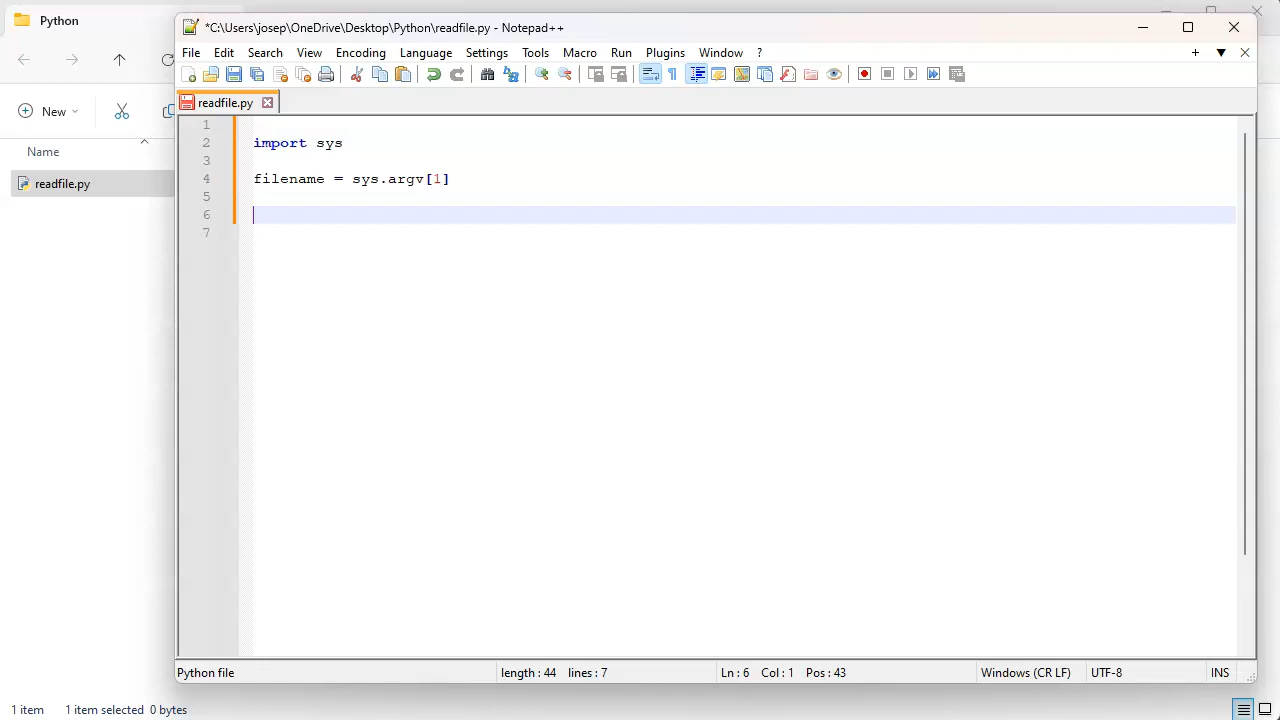 Python
*C:\Users\josep\OneDrive\Desktop\Python\readfile.py - Notepad++
File Edit Search View Encoding Language Settings Tools Macro Run Plugins Window ?
New
readfile.py
Name
readfile.py
1
2 import sys
3
4 filename = sys.argv[1]
5
6
7
Python file length : 44 lines : 7 Ln : 6 Col : 1 Pos : 43 Windows (CR LF) UTF-8 INS
1 item 1 item selected 0 bytes